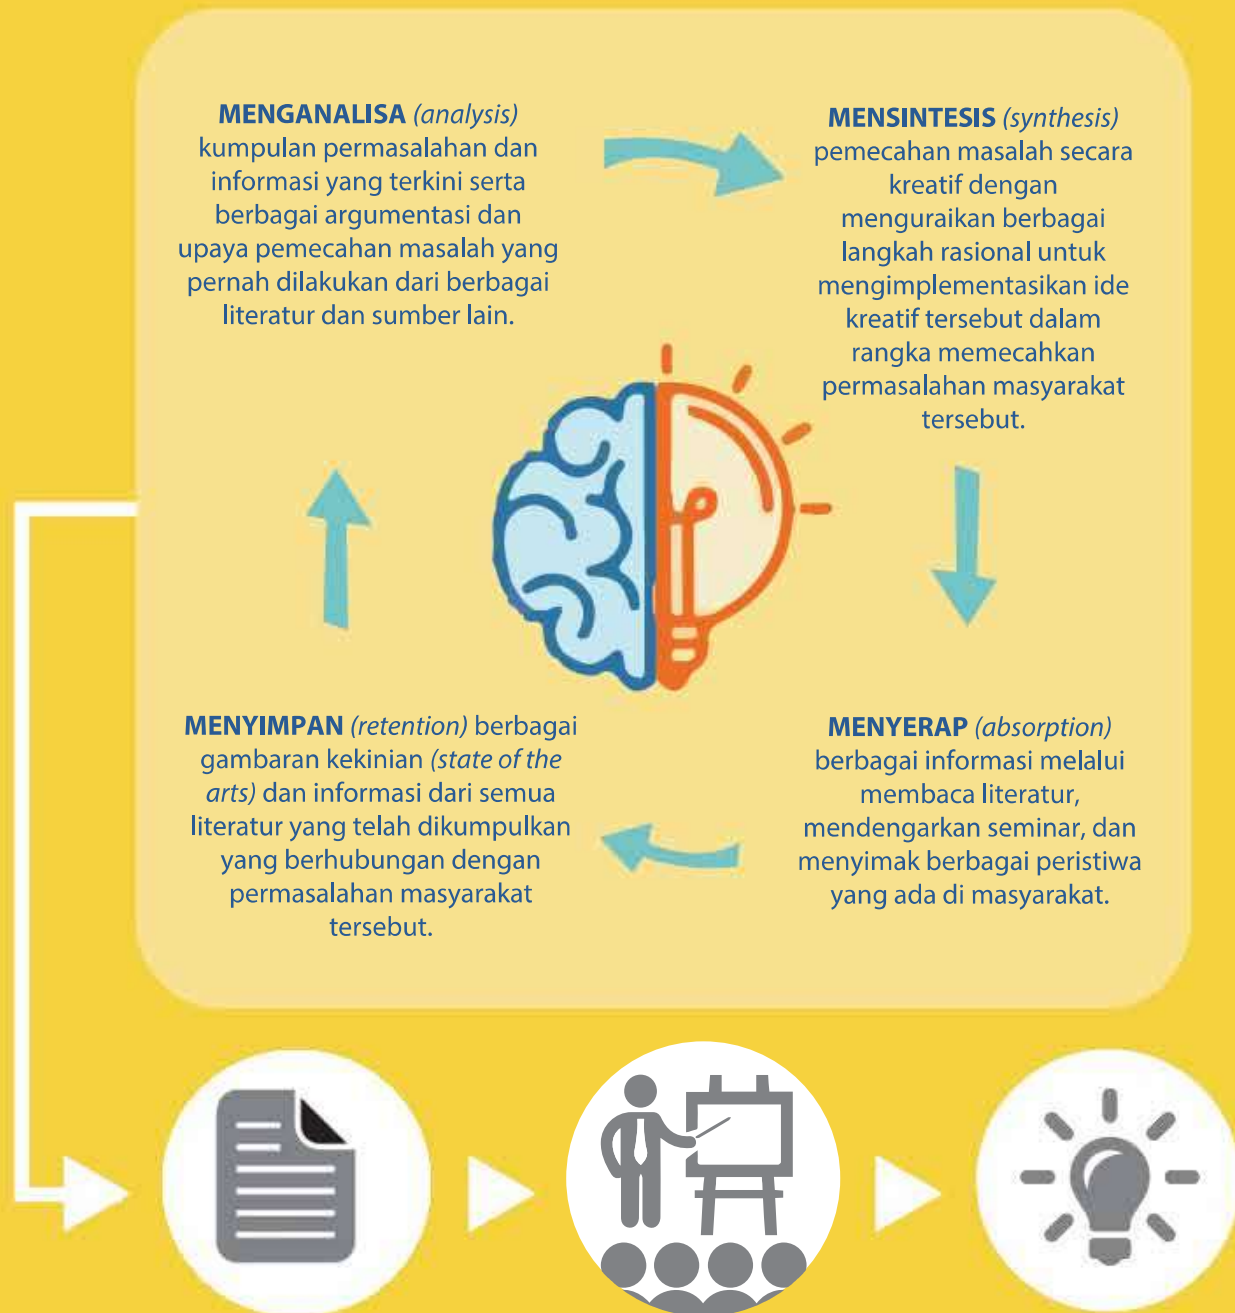 MENGANALISA (analysis)
kumpulan permasalahan dan
informasi yang terkini serta
berbagai argumentasi dan
upaya pemecahan masalah yang
pernah dilakukan dari berbagai
literatur dan sumber lain.
MENSINTESIS (synthesis)
pemecahan masalah secara
kreatif dengan
menguraikan berbagai
langkah rasional untuk
mengimplementasikan ide
kreatif tersebut dalam
rangka memecahkan
permasalahan masyarakat
tersebut.
MENYIMPAN (retention) berbagai
gambaran kekinian (state of the
arts) dan informasi dari semua
literatur yang telah dikumpulkan
yang berhubungan dengan
permasalahan masyarakat
tersebut.
MENYERAP (absorption)
berbagai informasi melalui
membaca literatur,
mendengarkan seminar, dan
menyimak berbagai peristiwa
yang ada di masyarakat.